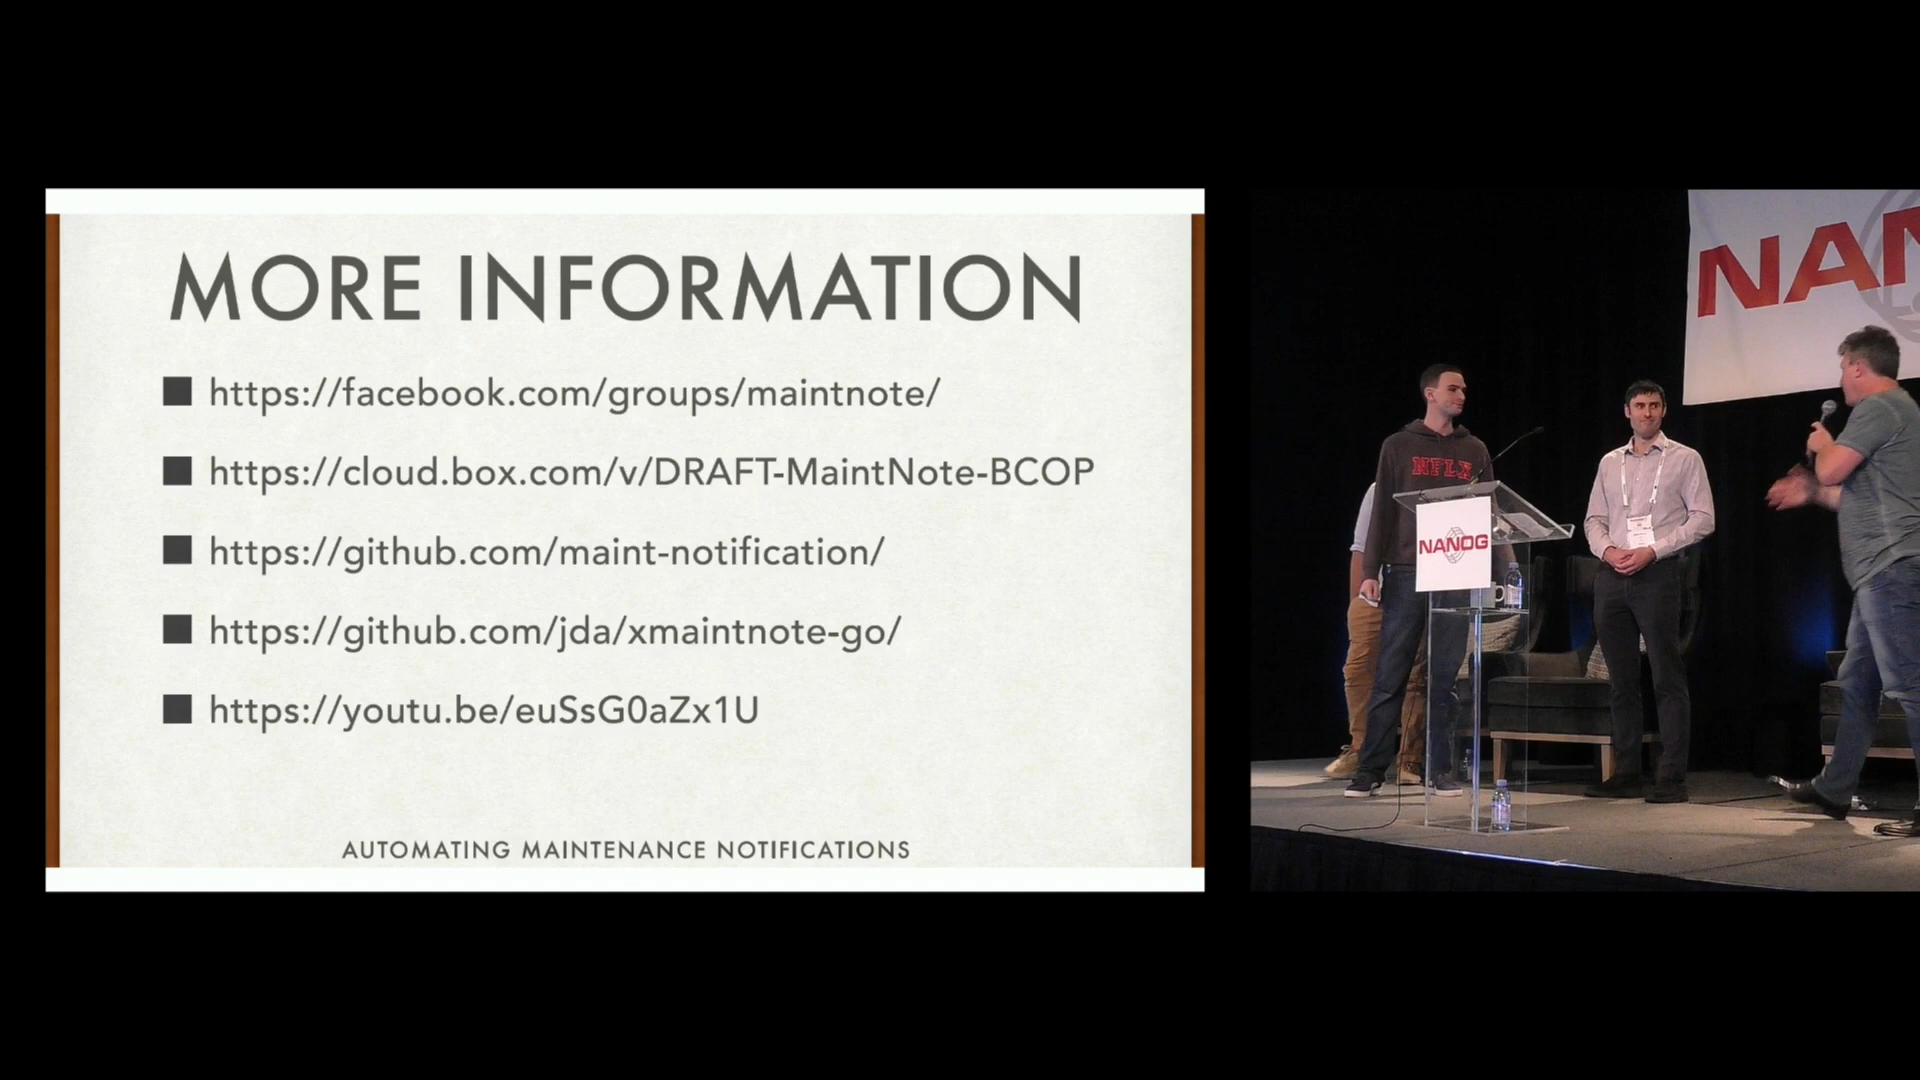 MORE INFORMATION
https://facebook.com/groups/maintnote/
https://cloud.box.com/v/DRAFT-MaintNote-BCOP
https://github.com/maint-notification/
https://github.com/jda/xmaintnote-go/
https://youtu.be/euSsG0aZx1U
AUTOMATING MAINTENANCE NOTIFICATIONS
NFLX
NANOG